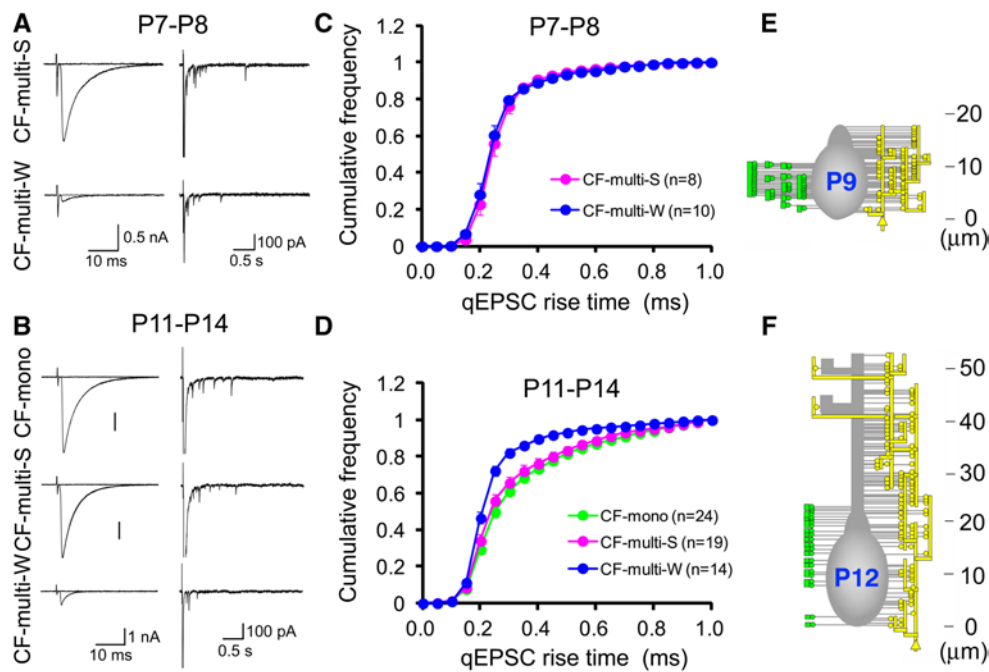 A
P7-P8
CF-multi-S
CF-multi-W
0.5 nA
10 ms
100 pA
0.5 s
B
P11-P14
CF-mono
CF-multi-S
CF-multi-W
1 nA
10 ms
100 pA
0.5 s
C
P7-P8
Cumulative frequency
1.2
1
0.8
0.6
0.4
0.2
0
CF-multi-S (n=8)
CF-multi-W (n=10)
0.0 0.2 0.4 0.6 0.8 1.0
qEPSC rise time (ms)
D
P11-P14
Cumulative frequency
1.2
1
0.8
0.6
0.4
0.2
0
CF-mono (n=24)
CF-multi-S (n=19)
CF-multi-W (n=14)
0.0 0.2 0.4 0.6 0.8 1.0
qEPSC rise time (ms)
E
P9
20
10
0
(μm)
F
P12
50
40
30
20
10
0
(μm)